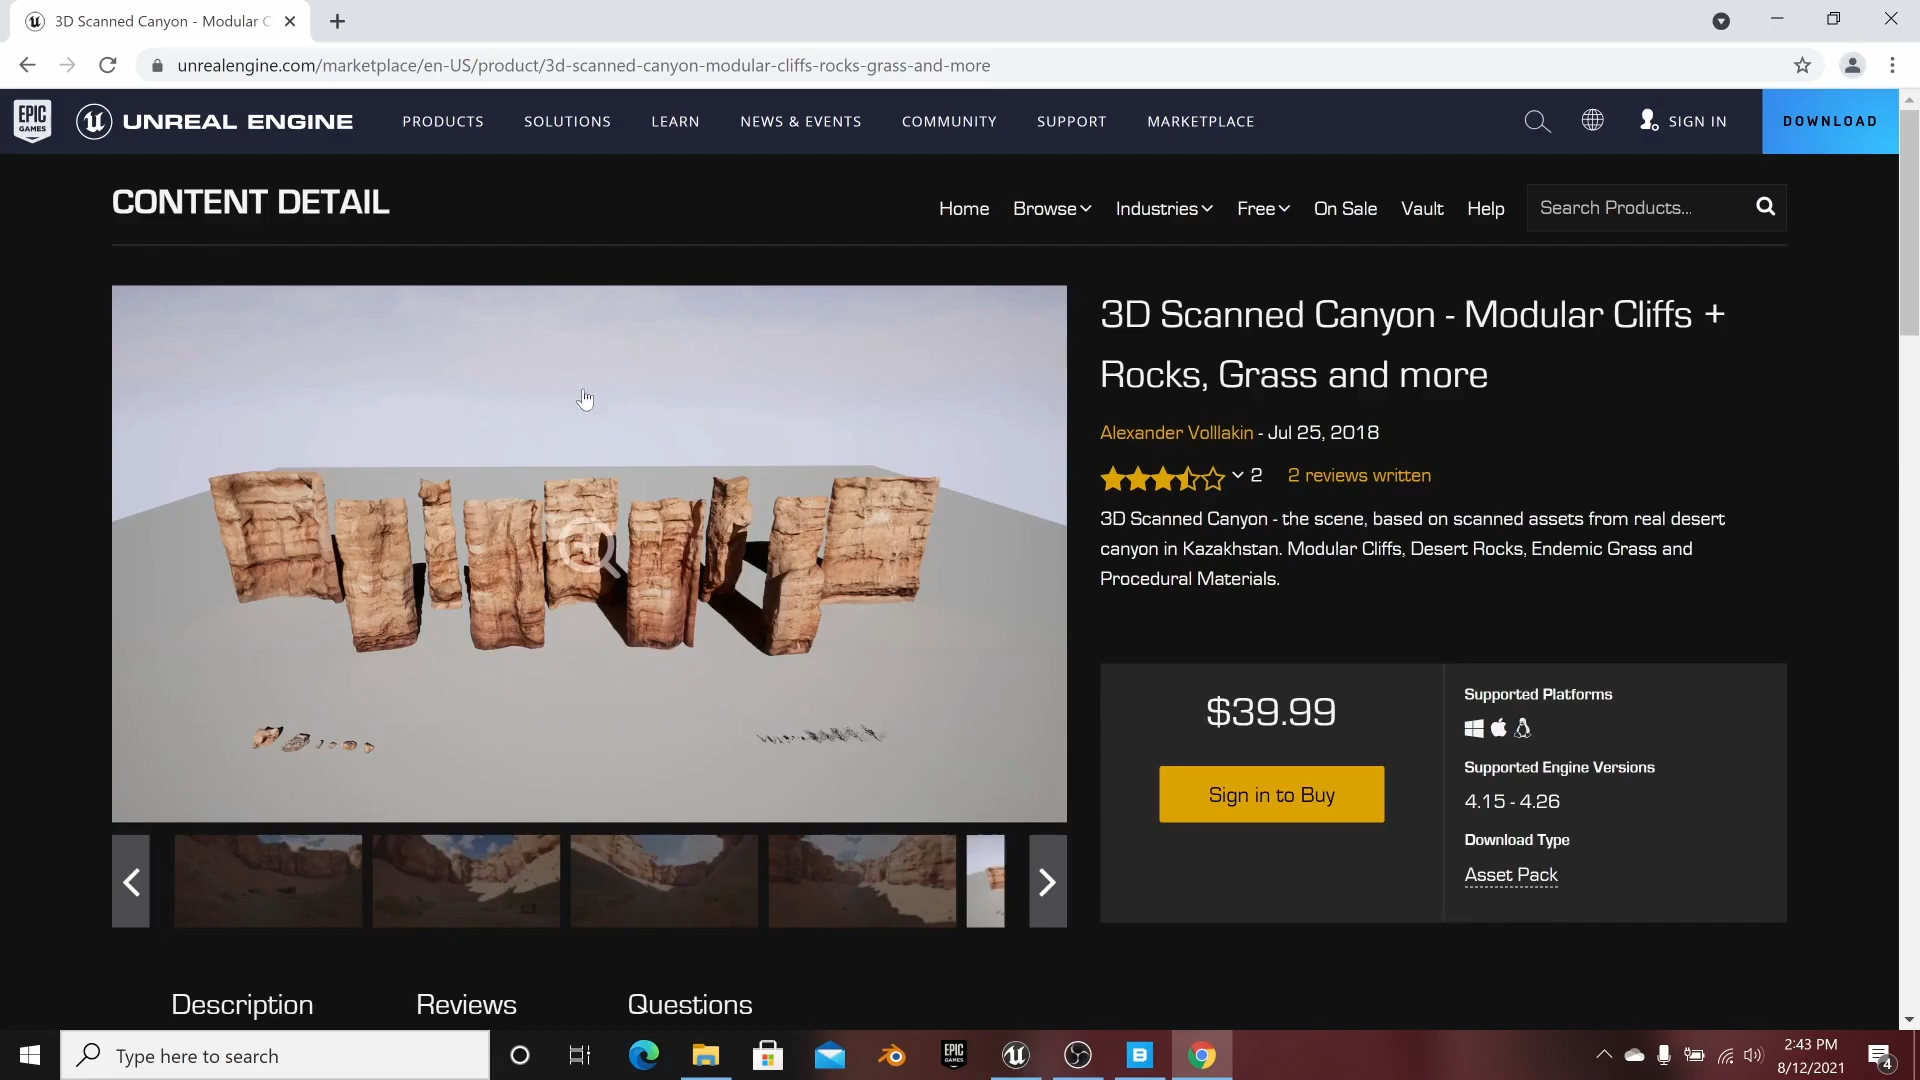 3D Scanned Canyon - Modular C
unrealengine.com/marketplace/en-US/product/3d-scanned-canyon-modular-cliffs-rocks-grass-and-more
EPIC GAMES
UNREAL ENGINE
PRODUCTS
SOLUTIONS
LEARN
NEWS & EVENTS
COMMUNITY
SUPPORT
MARKETPLACE
SIGN IN
DOWNLOAD
CONTENT DETAIL
Home
Browse
Industries
Free
On Sale
Vault
Help
Search Products...
3D Scanned Canyon - Modular Cliffs +
Rocks, Grass and more
Alexander Volllakin - Jul 25, 2018
2
2 reviews written
3D Scanned Canyon - the scene, based on scanned assets from real desert
canyon in Kazakhstan. Modular Cliffs, Desert Rocks, Endemic Grass and
Procedural Materials.
$39.99
Sign in to Buy
Supported Platforms
Supported Engine Versions
4.15 - 4.26
Download Type
Asset Pack
Description
Reviews
Questions
Type here to search
EPIC GAMES
B
2:43 PM
8/12/2021
4